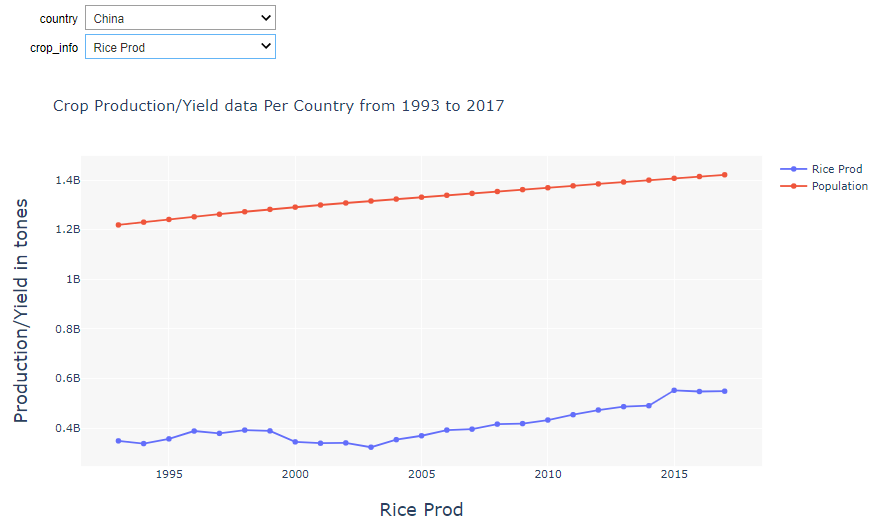 country China
crop_info Rice Prod
Crop Production/Yield data Per Country from 1993 to 2017
Rice Prod
Population
Production/Yield in tones
1.4B
1.2B
1B
0.8B
0.6B
0.4B
1995 2000 2005 2010 2015
Rice Prod